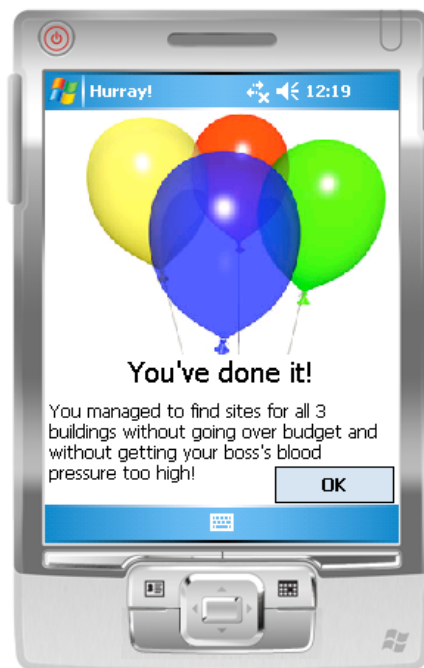 Hurray! 12:19
You've done it!
You managed to find sites for all 3
buildings without going over budget and
without getting your boss's blood
pressure too high!
OK